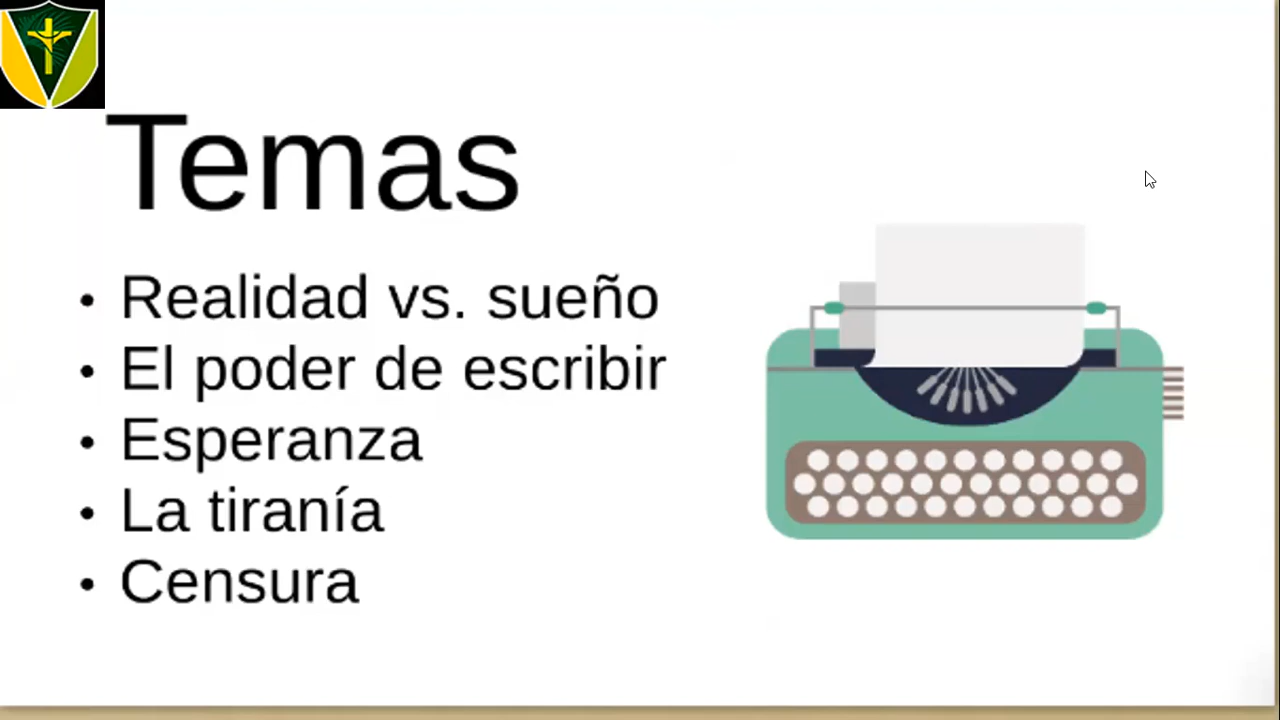 Temas
• Realidad vs. sueño
• El poder de escribir
• Esperanza
• La tiranía
• Censura